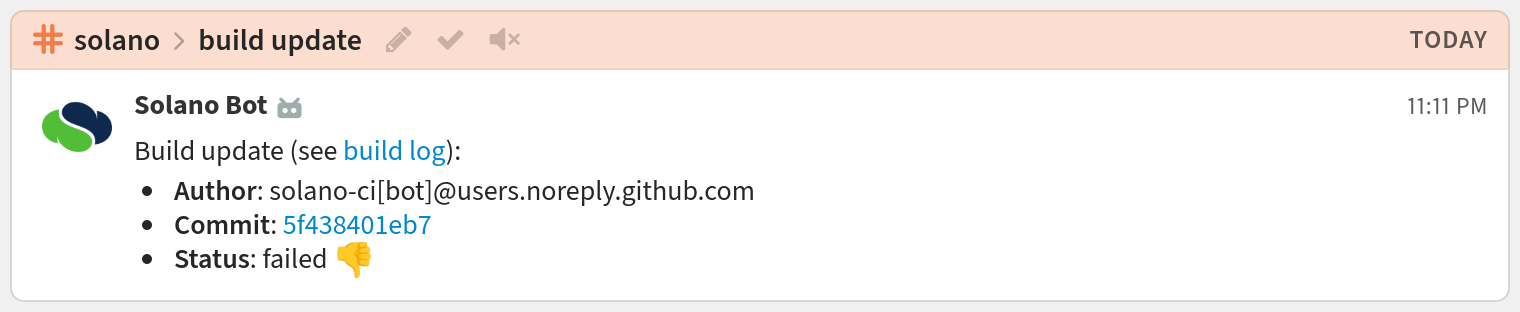 solano > build update TODAY
Solano Bot 11:11 PM
Build update (see build log):
• Author: solano-ci[bot]@users.noreply.github.com
• Commit: 5f438401eb7
• Status: failed 👎